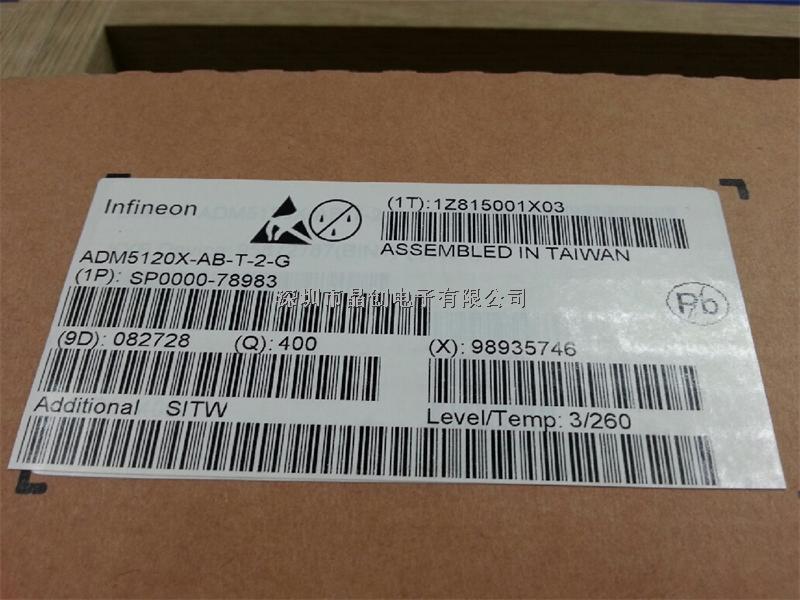 Infineon
(1T):1Z815001X03
ASSEMBLED IN TAIWAN
ADM5120X-AB-T-2-G
(1P): SP0000-78983
深圳市晶创电子有限公司
Pb
(9D): 082728 (Q): 400
(X): 98935746
Additional SITW
Level/Temp: 3/260